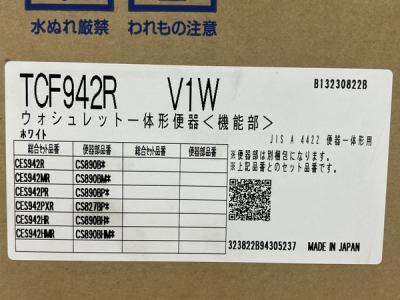 水ぬれ厳禁 われもの注意
TCF942R V1W
BI3230822B
ウォシュレット一体形便器<機能部>
ホワイト
JIS A 4422 便器一体形用
総合セット品番 便器部品番 総合セット品番 便器部品番
CES942R CS890B#
CES942MR CS890BM#
CES942PR CS890BP#
CES942PXR CS827BP*
CES942HR CS890BH#
CES942HMR CS890BHM#
※便器部は別梱包になります。
※上記品番とのセット品番です。
323822B94305237 MADE IN JAPAN